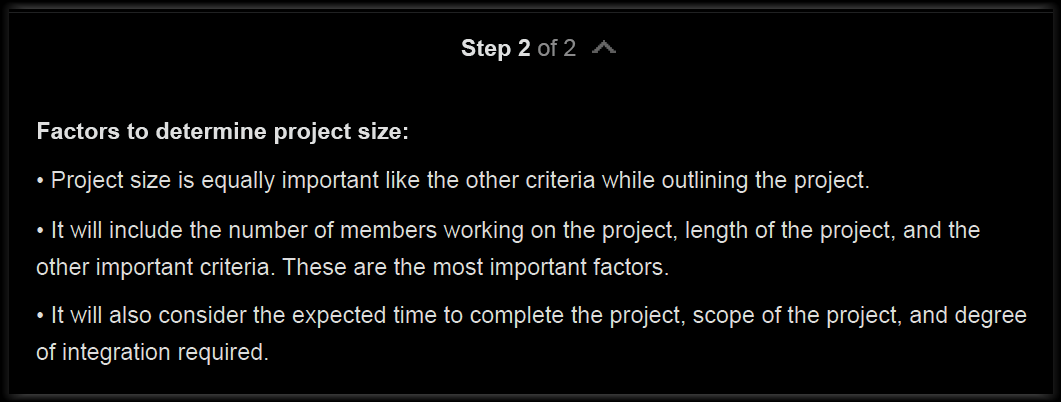 Step 2 of 2
Factors to determine project size:
• Project size is equally important like the other criteria while outlining the project.
• It will include the number of members working on the project, length of the project, and the
other important criteria. These are the most important factors.
• It will also consider the expected time to complete the project, scope of the project, and degree
of integration required.